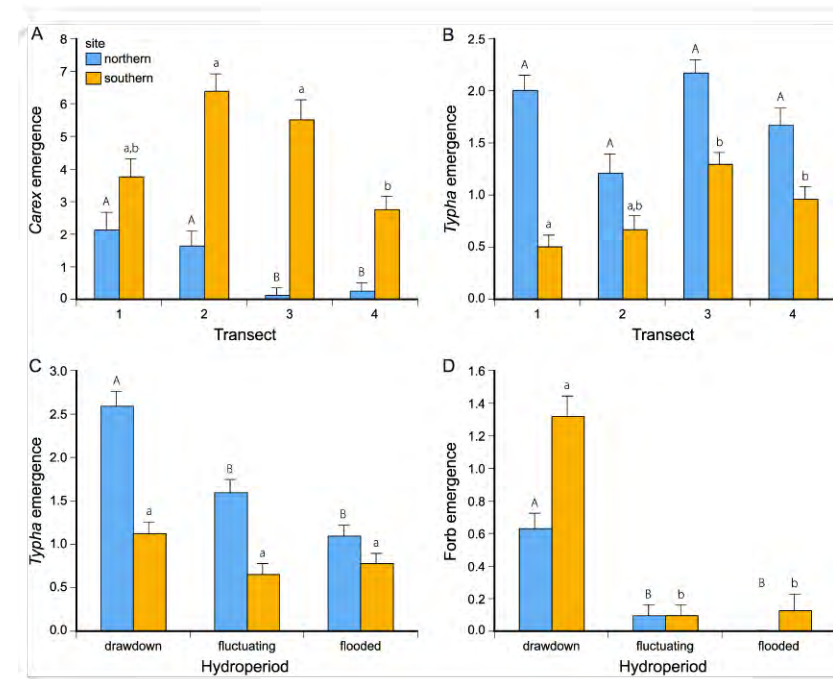 A
site
northern
southern
Carex emergence
8
7
6
5
4
3
2
1
0
A
a,b
A
a
B
a
B
b
1 2 3 4
Transect
B
Typha emergence
2.5
2.0
1.5
1.0
0.5
0.0
A
a
A
a,b
A
b
A
b
1 2 3 4
Transect
C
Typha emergence
3.0
2.5
2.0
1.5
1.0
0.5
0.0
A
a
B
a
B
a
drawdown fluctuating flooded
Hydroperiod
D
Forb emergence
1.6
1.4
1.2
1.0
0.8
0.6
0.4
0.2
0.0
A
a
B
b
B
b
drawdown fluctuating flooded
Hydroperiod